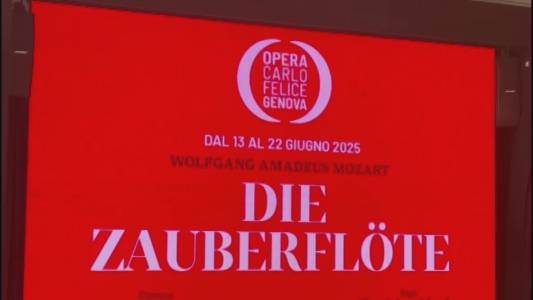 OPERA
CARLO
FELICE
GENOVA
DAL 13 AL 22 GIUGNO 2025
WOLFGANG AMADEUS MOZART
DIE
ZAUBERFLÖTE